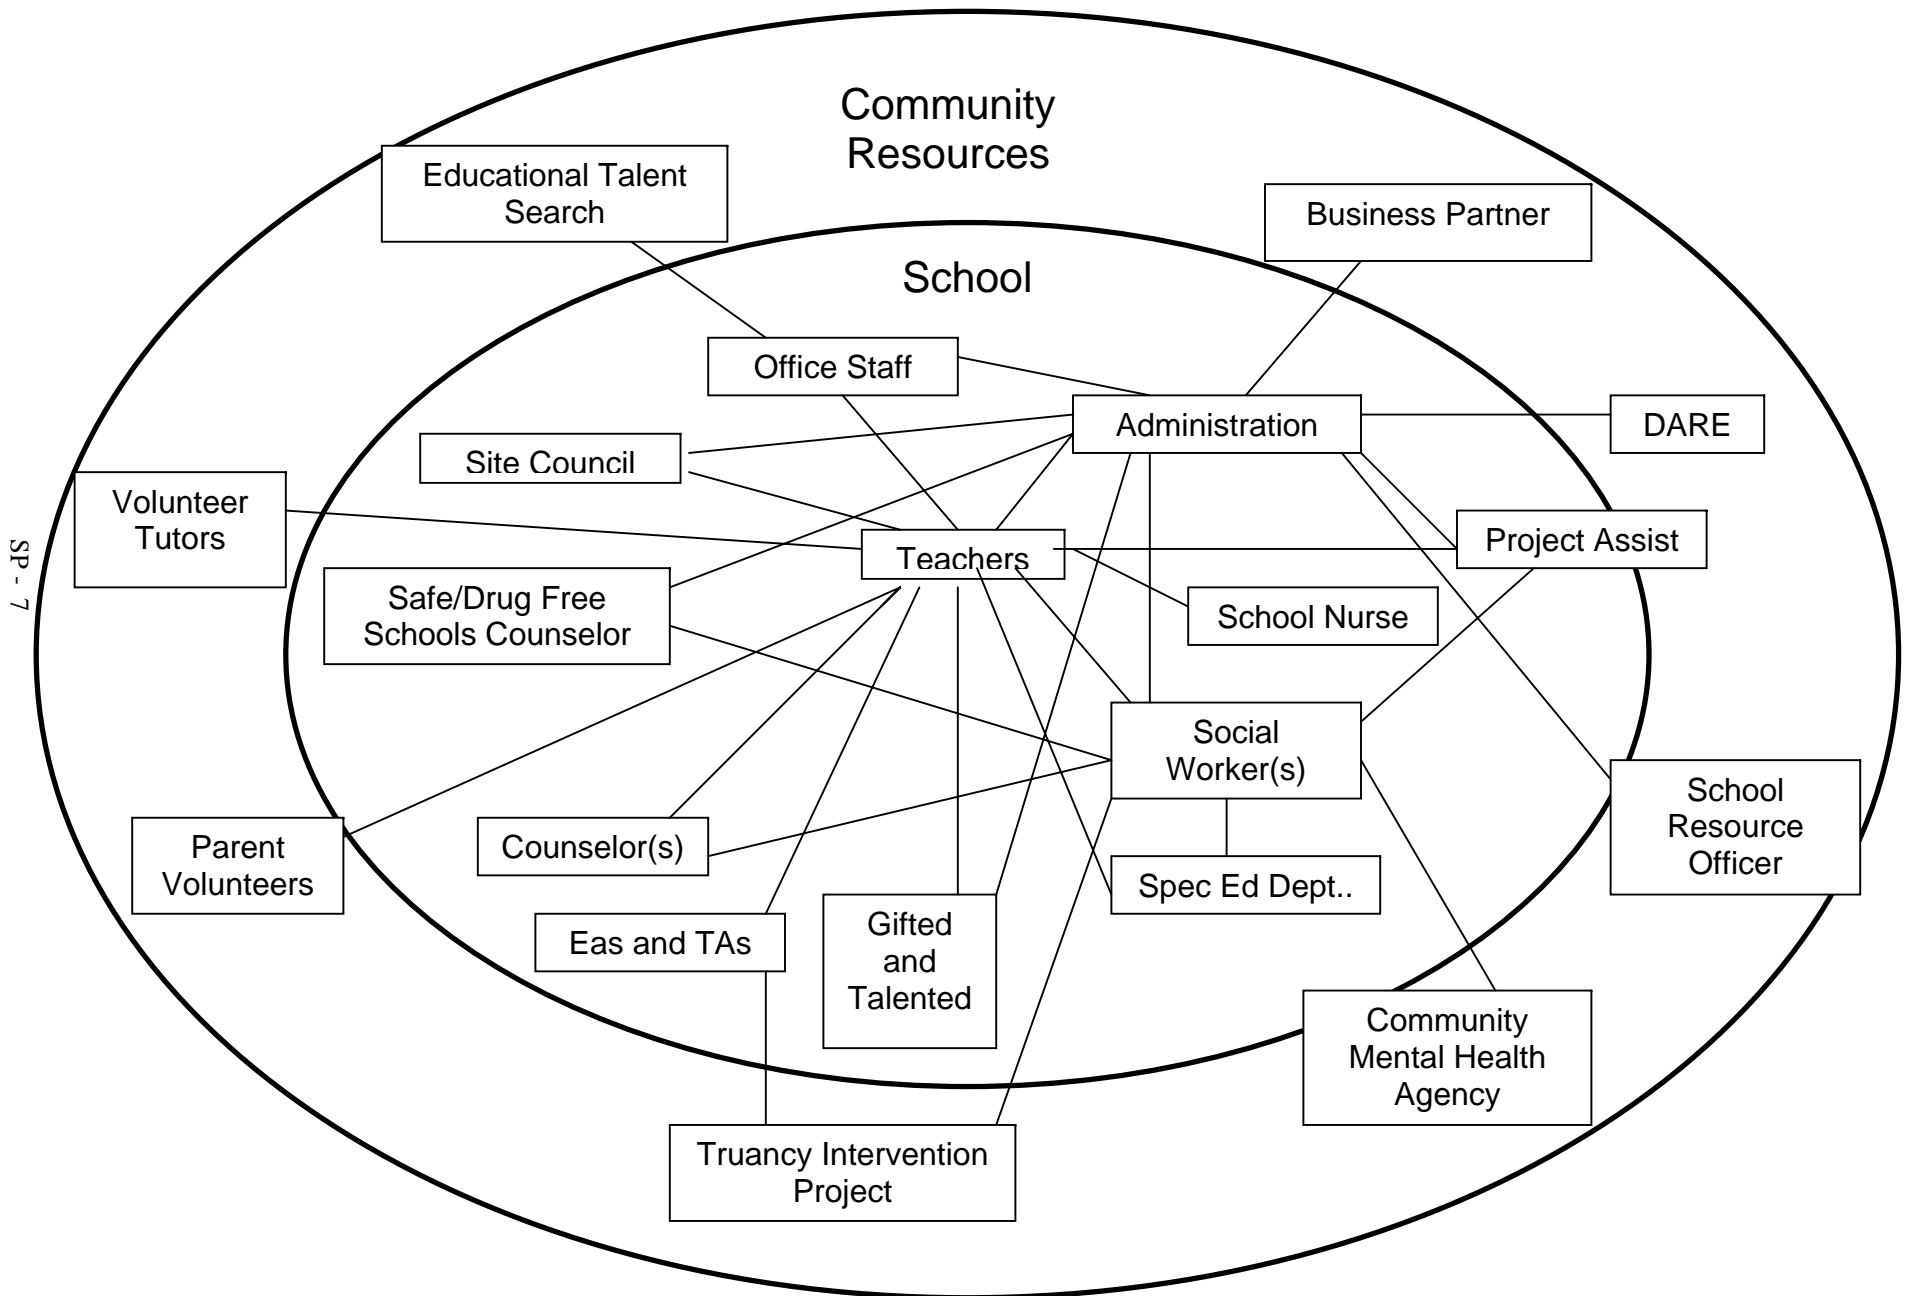 Community
Resources
Educational Talent
Search
Business Partner
School
Office Staff
Administration
DARE
Site Council
Volunteer
Tutors
Teachers
Project Assist
Safe/Drug Free
Schools Counselor
School Nurse
SP - 7
Social
Worker(s)
School
Resource
Officer
Parent
Volunteers
Counselor(s)
Spec Ed Dept..
Eas and TAs
Gifted
and
Talented
Community
Mental Health
Agency
Truancy Intervention
Project